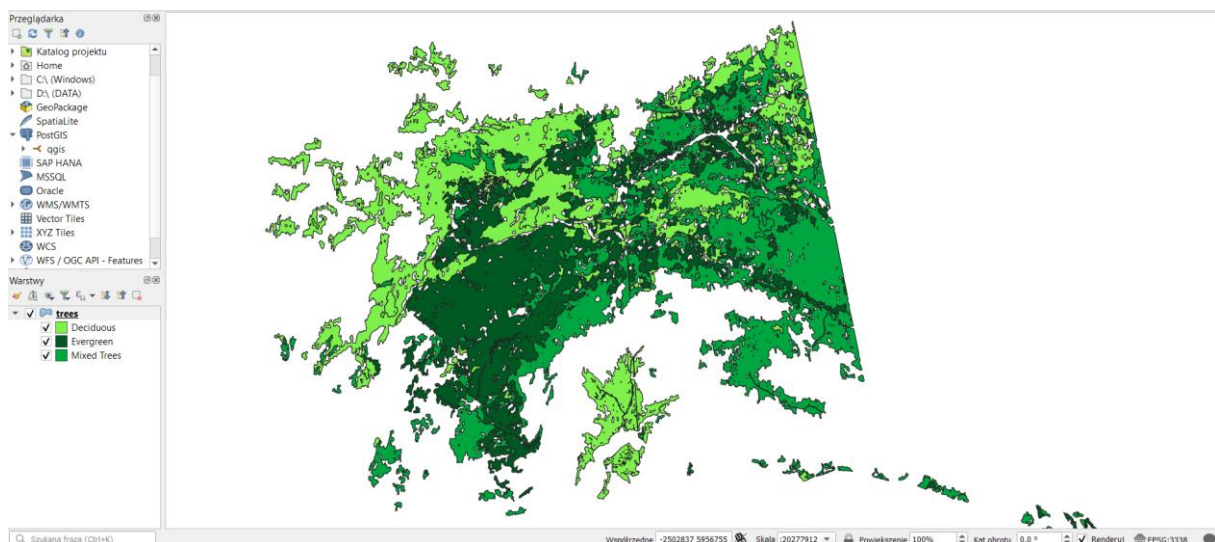 Przeglądarka
Katalog projektu
Home
C:\ (Windows)
D:\ (DATA)
GeoPackage
SpatiaLite
PostGIS
qgis
SAP HANA
MSSQL
Oracle
WMS/WMTS
Vector Tiles
XYZ Tiles
WCS
WFS / OGC API - Features
Warstwy
trees
Deciduous
Evergreen
Mixed Trees
Szukana fraza (Ctrl+K)
Współrzędne -2502837 5956755 Skala :20277912 Powiększenie 100% Kąt obrotu 0,0 ° Renderuj EPSG:3338